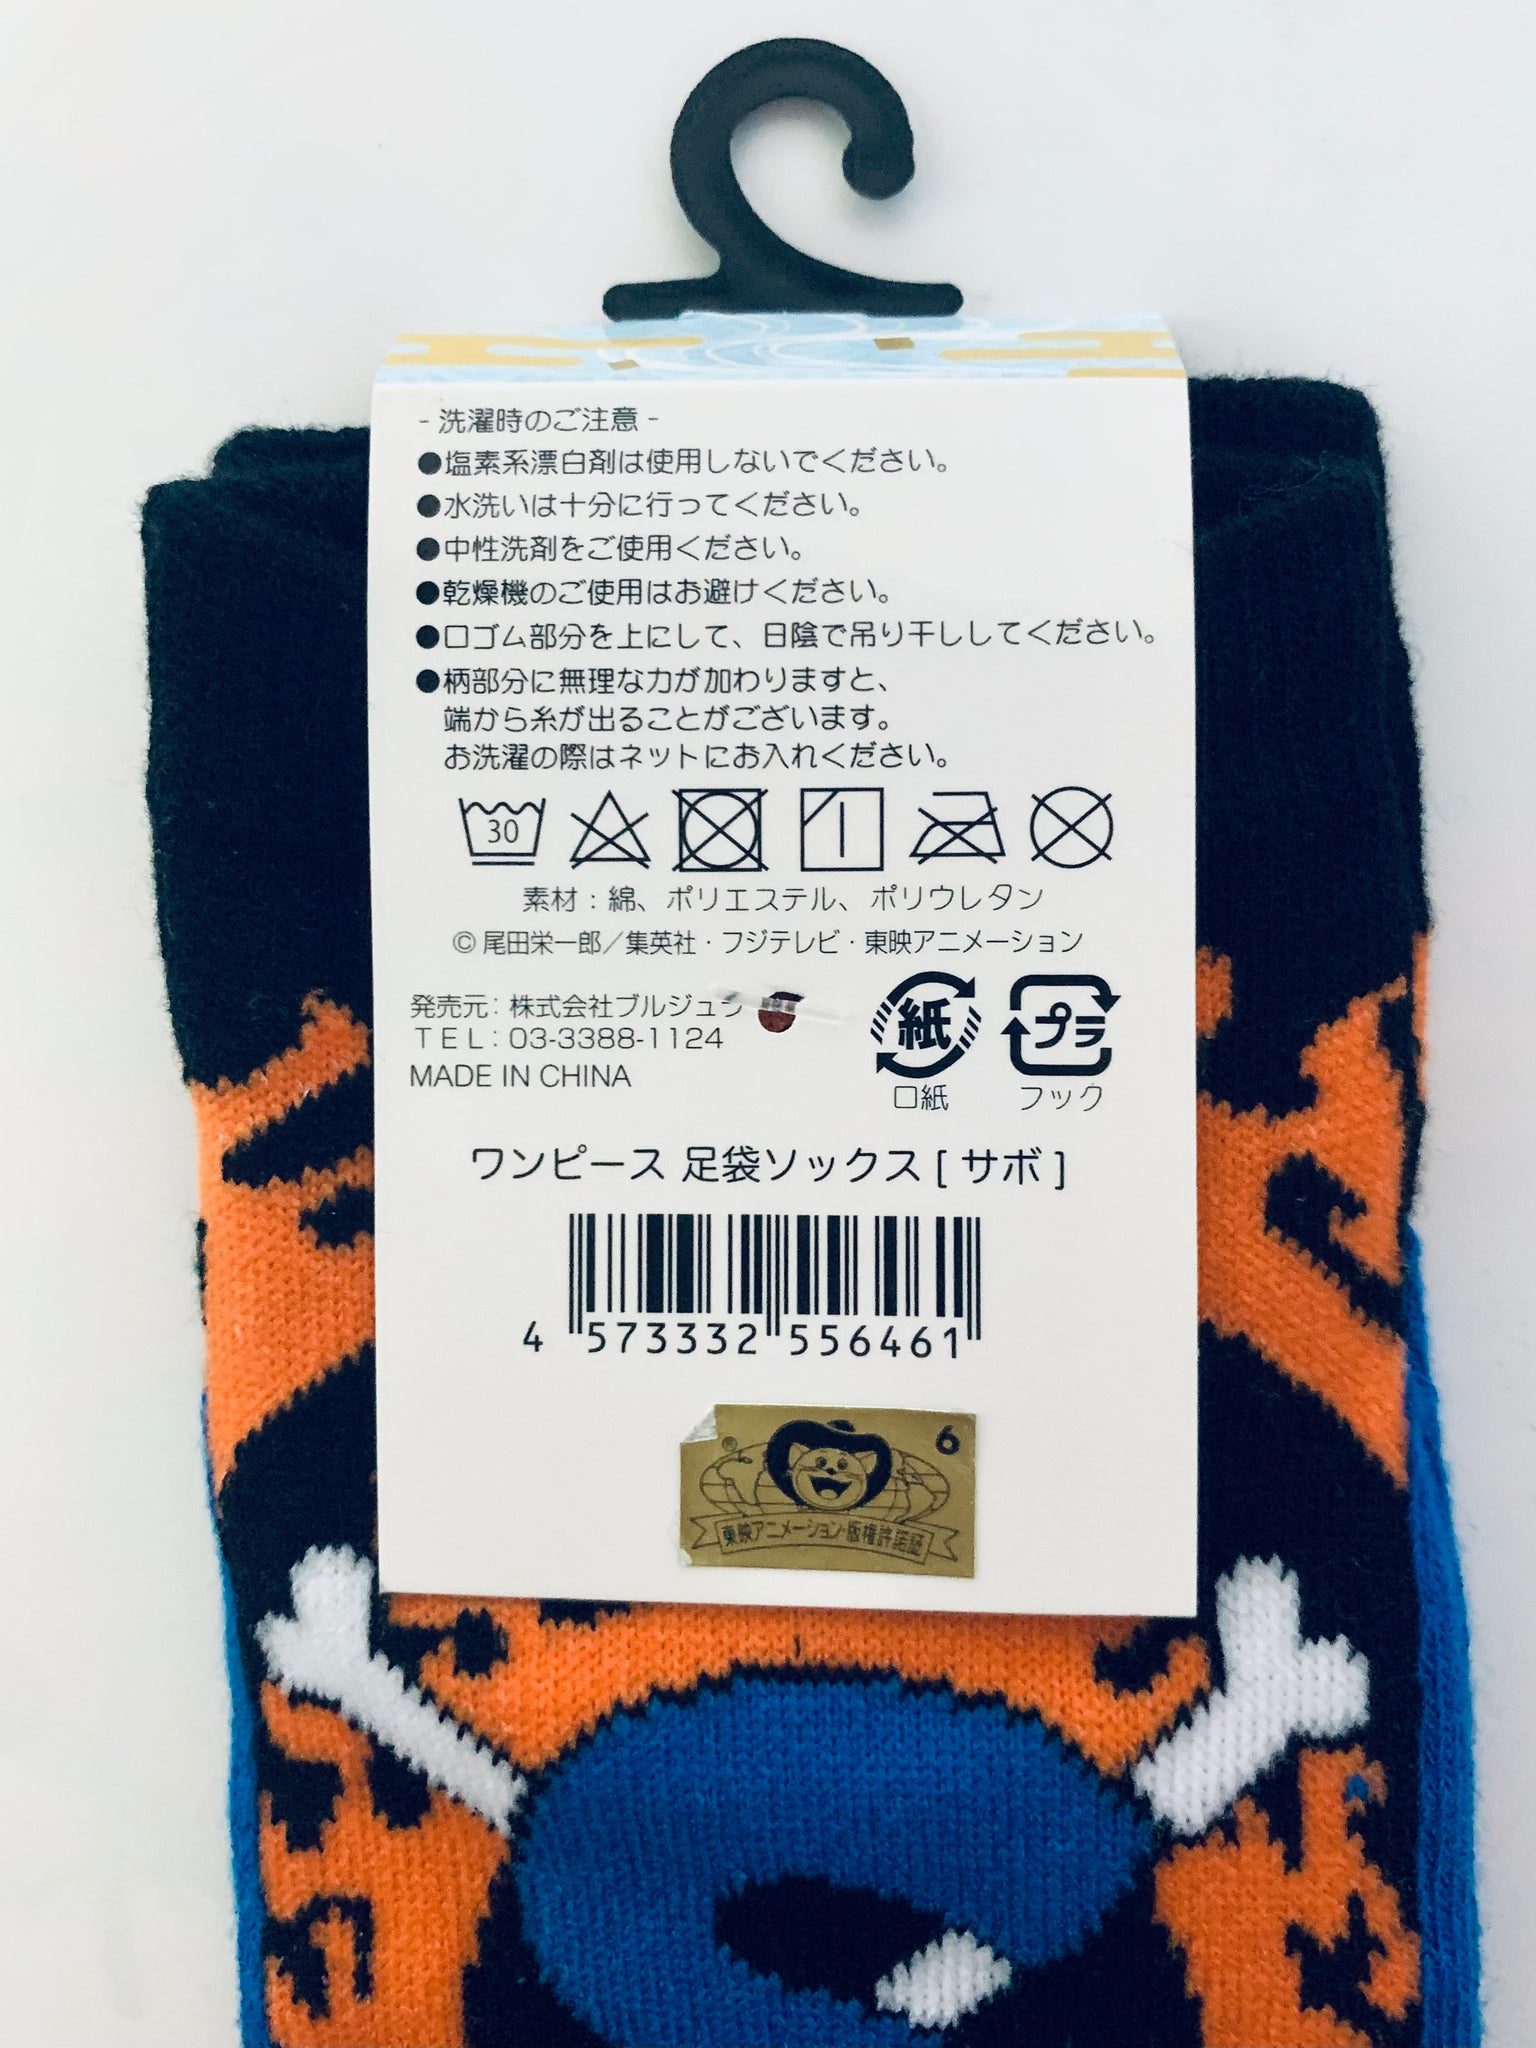 - 洗濯時のご注意 -
●塩素系漂白剤は使用しないでください。
●水洗いは十分に行ってください。
●中性洗剤をご使用ください。
●乾燥機のご使用はお避けください。
●口ゴム部分を上にして、日陰で吊り干ししてください。
●柄部分に無理な力が加わりますと、
端から糸が出ることがございます。
お洗濯の際はネットにお入れください。
30
素材：綿、ポリエステル、ポリウレタン
© 尾田栄一郎／集英社・フジテレビ・東映アニメーション
発売元：株式会社ブルジュラ
TEL：03-3388-1124
MADE IN CHINA
紙
口紙
プラ
フック
ワンピース 足袋ソックス[ サボ ]
4 573332 556461
® 6
東映アニメーション・版権許諾証